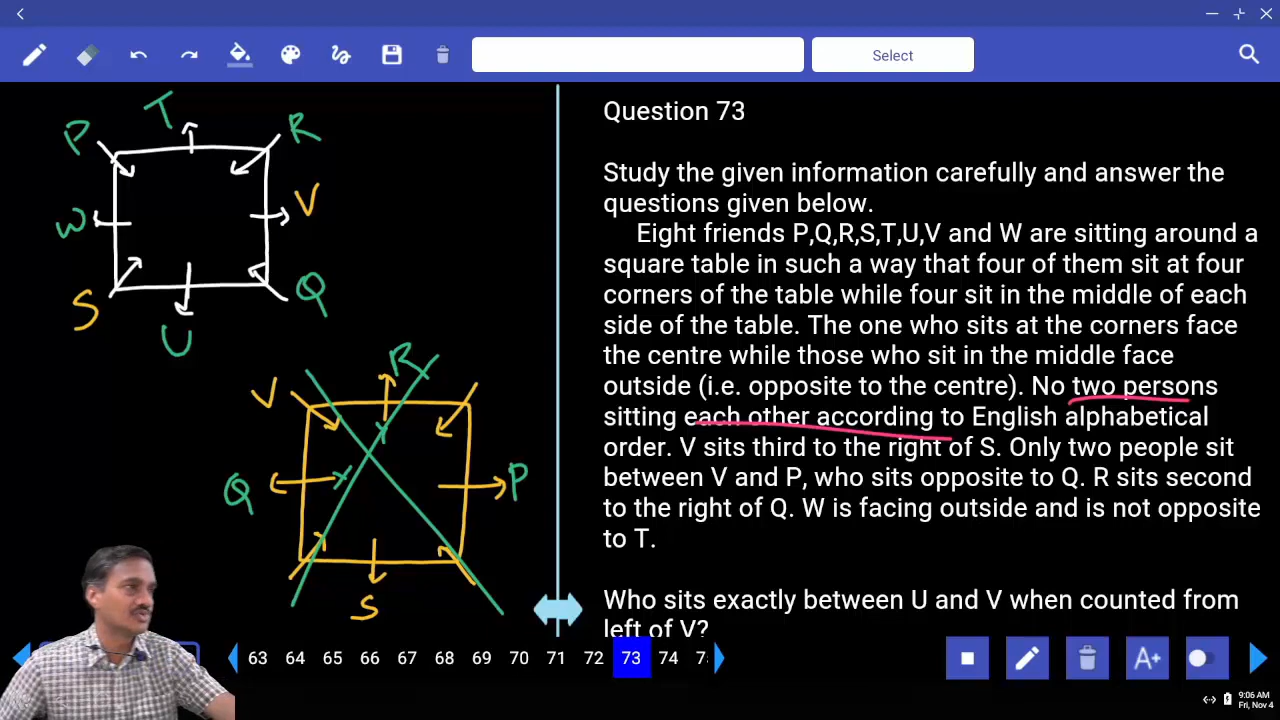 Select
Question 73
Study the given information carefully and answer the
questions given below.
Eight friends P,Q,R,S,T,U,V and W are sitting around a
square table in such a way that four of them sit at four
corners of the table while four sit in the middle of each
side of the table. The one who sits at the corners face
the centre while those who sit in the middle face
outside (i.e. opposite to the centre). No two persons
sitting each other according to English alphabetical
order. V sits third to the right of S. Only two people sit
between V and P, who sits opposite to Q. R sits second
to the right of Q. W is facing outside and is not opposite
to T.
Who sits exactly between U and V when counted from
left of V?
P T R
W V
S U Q
V R
Q P
S
63 64 65 66 67 68 69 70 71 72 73 74
A+
9:06 AM
Fri, Nov 4